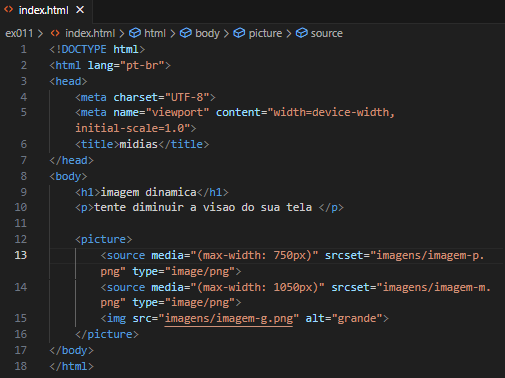 index.html ×
ex011 > index.html > html > body > picture > source
1 <!DOCTYPE html>
2 <html lang="pt-br">
3 <head>
4 <meta charset="UTF-8">
5 <meta name="viewport" content="width=device-width,
initial-scale=1.0">
6 <title>midias</title>
7 </head>
8 <body>
9 <h1>imagem dinamica</h1>
10 <p>tente diminuir a visao do sua tela </p>
11
12 <picture>
13 <source media="(max-width: 750px)" srcset="imagens/imagem-p.
png" type="image/png">
14 <source media="(max-width: 1050px)" srcset="imagens/imagem-m.
png" type="image/png">
15 <img src="imagens/imagem-g.png" alt="grande">
16 </picture>
17 </body>
18 </html>